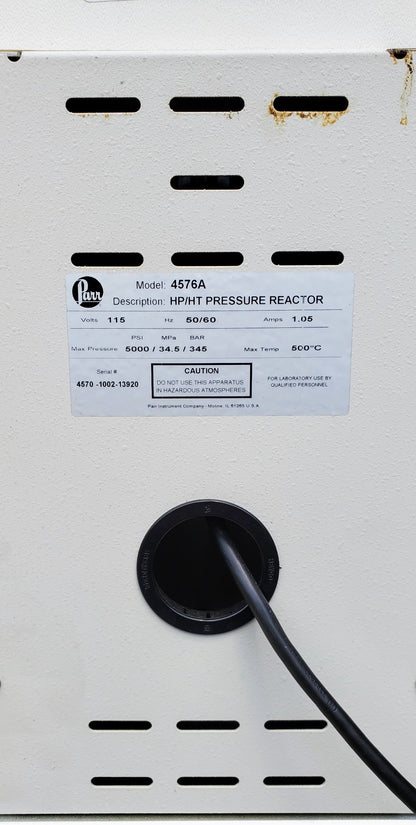 Parr
Model: 4576A
Description: HP/HT PRESSURE REACTOR
Volts 115 Hz 50/60 Amps 1.05
PSI MPa BAR
Max Pressure 5000 / 34.5 / 345 Max Temp 500°C
Serial #
4570 -1002-13920
CAUTION
DO NOT USE THIS APPARATUS
IN HAZARDOUS ATMOSPHERES
FOR LABORATORY USE BY
QUALIFIED PERSONNEL
Parr Instrument Company - Moline, IL 61265 U.S.A.